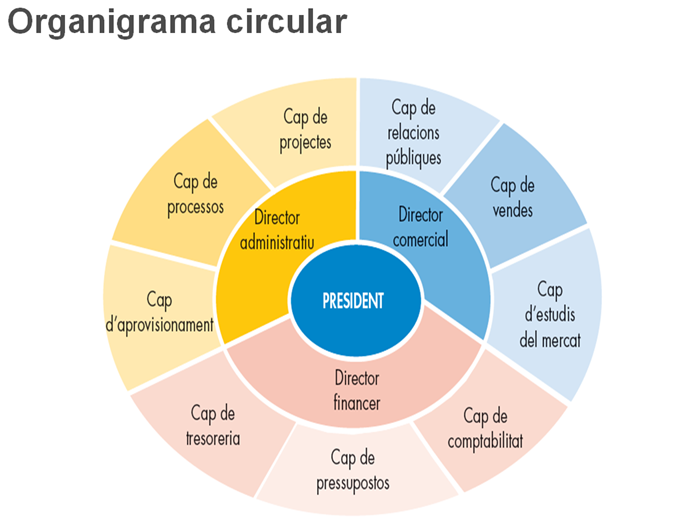 Organigrama circular
Cap de
projectes
Cap de
relacions
públiques
Cap de
processos
Cap de
vendes
Director
administratiu
Director
comercial
PRESIDENT
Cap
d'aprovisionament
Cap
d'estudis
del mercat
Director
financer
Cap de
tresoreria
Cap de
comptabilitat
Cap de
pressupostos